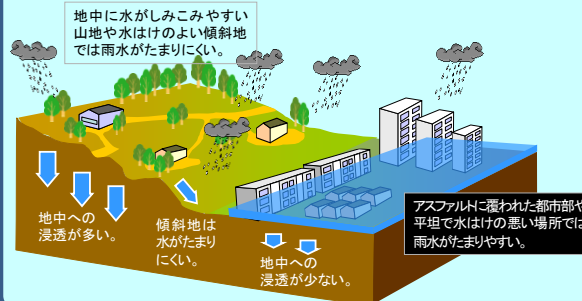 地中に水がしみこみやすい
山地や水はけのよい傾斜地
では雨水がたまりにくい。
地中への
浸透が多い。
傾斜地は
水がたまり
にくい。
地中への
浸透が少ない。
アスファルトに覆われた都市部や
平坦で水はけの悪い場所では
雨水がたまりやすい。